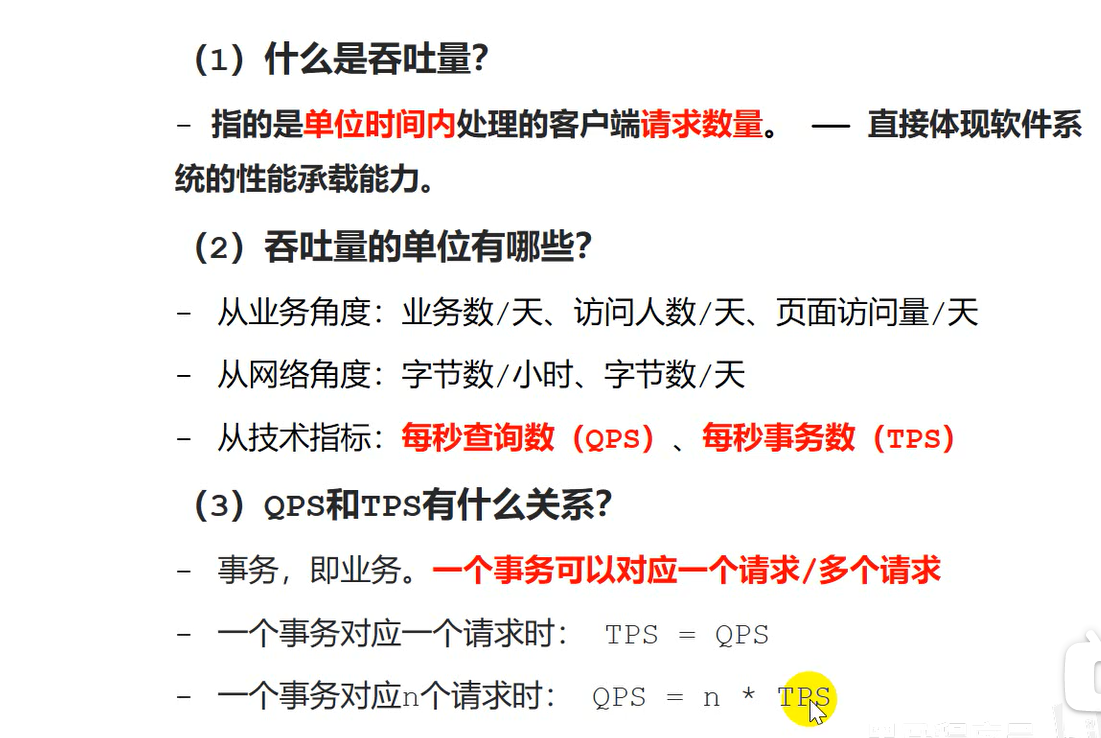 （1）什么是吞吐量？
- 指的是单位时间内处理的客户端请求数量。 —— 直接体现软件系
统的性能承载能力。
（2）吞吐量的单位有哪些？
- 从业务角度：业务数/天、访问人数/天、页面访问量/天
- 从网络角度：字节数/小时、字节数/天
- 从技术指标：每秒查询数（QPS）、每秒事务数（TPS）
（3）QPS和TPS有什么关系？
- 事务，即业务。一个事务可以对应一个请求/多个请求
- 一个事务对应一个请求时： TPS = QPS
- 一个事务对应n个请求时： QPS = n * TPS